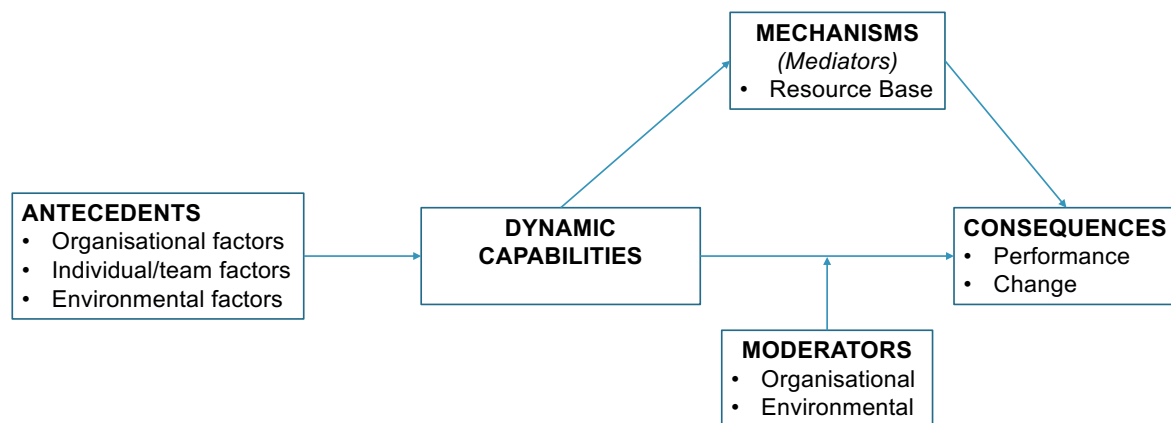 MECHANISMS
(Mediators)
• Resource Base
ANTECEDENTS
• Organisational factors
• Individual/team factors
• Environmental factors
DYNAMIC
CAPABILITIES
CONSEQUENCES
• Performance
• Change
MODERATORS
• Organisational
• Environmental